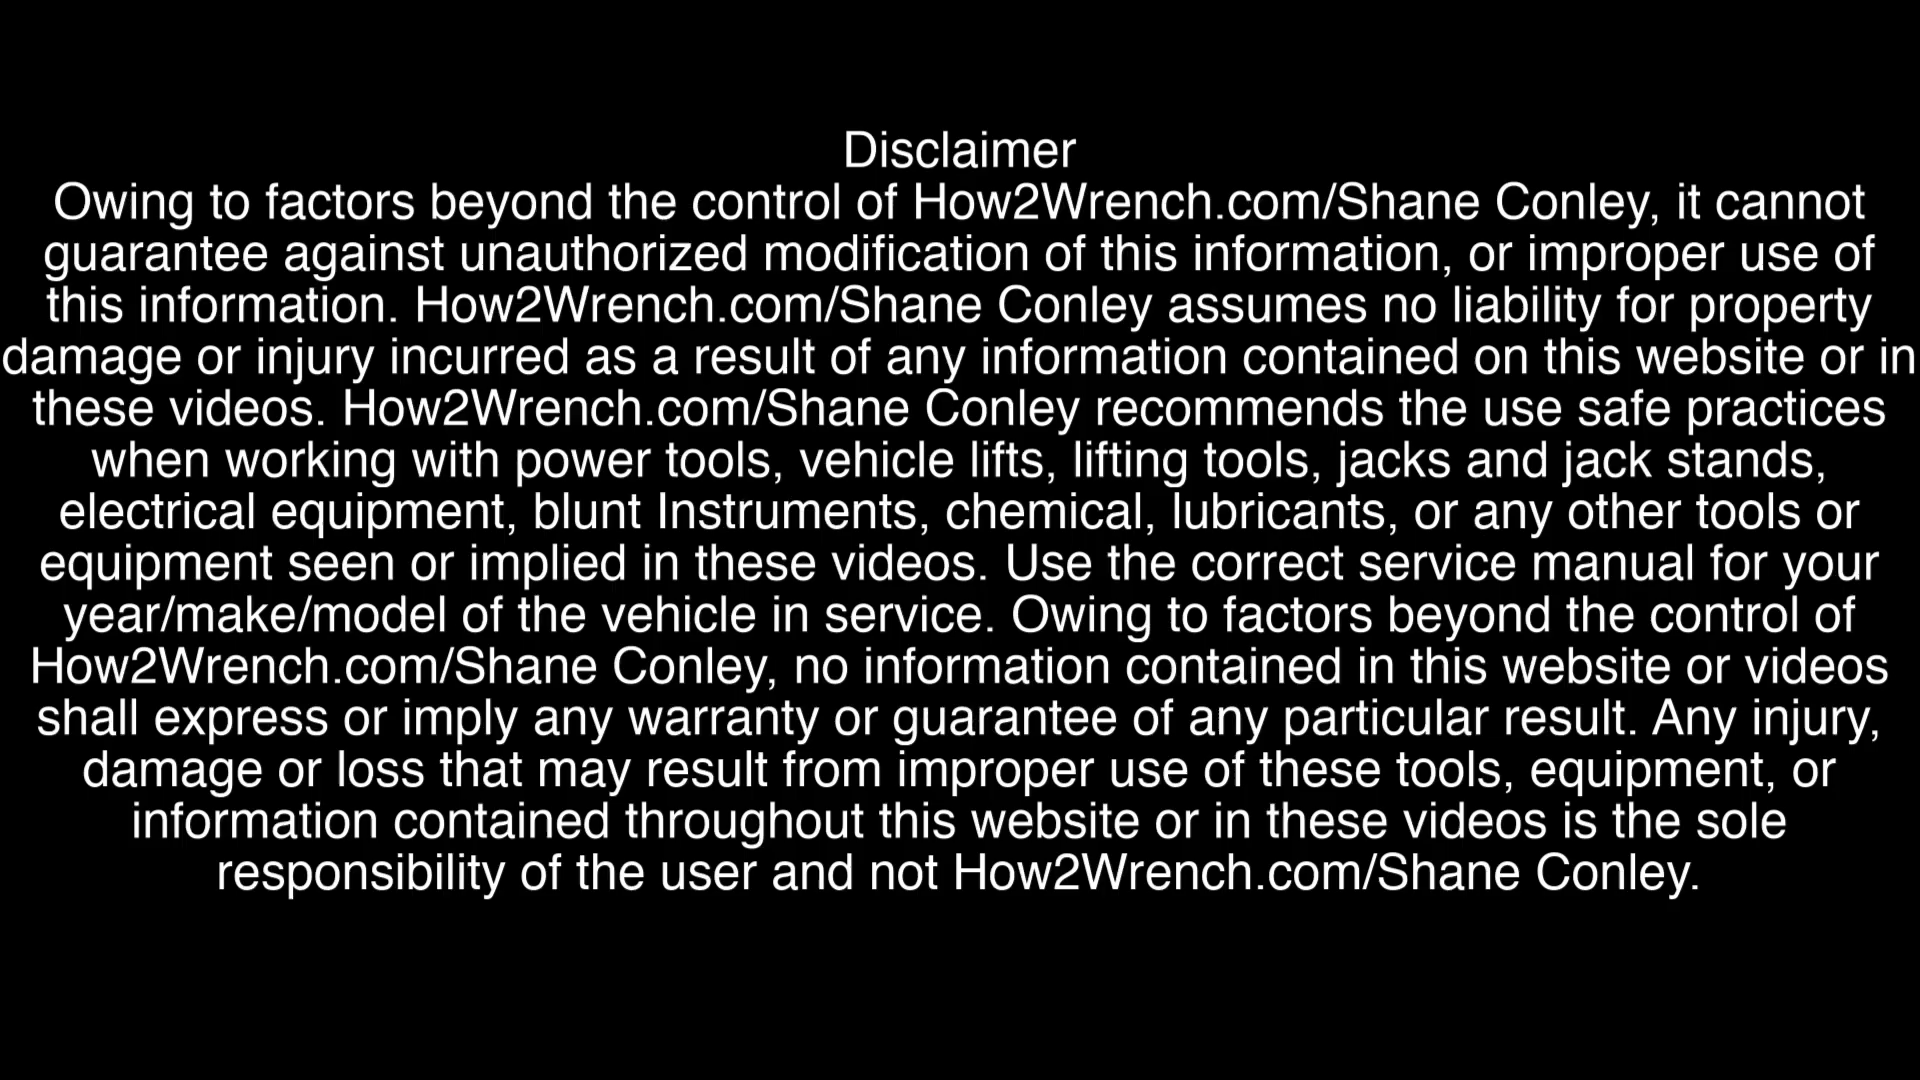 Disclaimer
Owing to factors beyond the control of How2Wrench.com/Shane Conley, it cannot
guarantee against unauthorized modification of this information, or improper use of
this information. How2Wrench.com/Shane Conley assumes no liability for property
damage or injury incurred as a result of any information contained on this website or in
these videos. How2Wrench.com/Shane Conley recommends the use safe practices
when working with power tools, vehicle lifts, lifting tools, jacks and jack stands,
electrical equipment, blunt Instruments, chemical, lubricants, or any other tools or
equipment seen or implied in these videos. Use the correct service manual for your
year/make/model of the vehicle in service. Owing to factors beyond the control of
How2Wrench.com/Shane Conley, no information contained in this website or videos
shall express or imply any warranty or guarantee of any particular result. Any injury,
damage or loss that may result from improper use of these tools, equipment, or
information contained throughout this website or in these videos is the sole
responsibility of the user and not How2Wrench.com/Shane Conley.